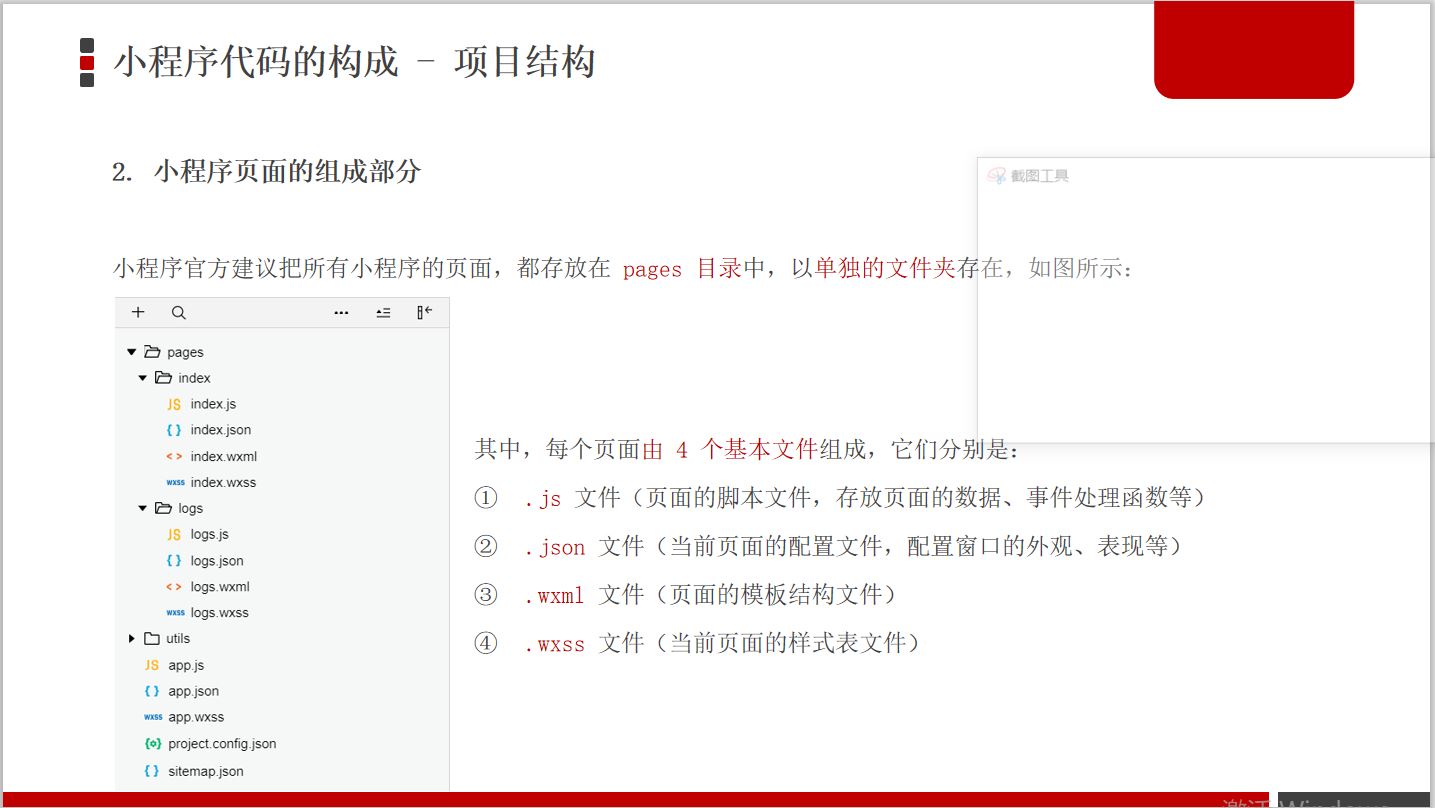 小程序代码的构成 - 项目结构
2. 小程序页面的组成部分
截图工具
小程序官方建议把所有小程序的页面，都存放在 pages 目录中，以单独的文件夹存在，如图所示：
pages
index
JS index.js
{ } index.json
< > index.wxml
wxss index.wxss
logs
JS logs.js
{ } logs.json
< > logs.wxml
wxss logs.wxss
utils
JS app.js
{ } app.json
wxss app.wxss
project.config.json
{ } sitemap.json
其中，每个页面由 4 个基本文件组成，它们分别是：
① .js 文件（页面的脚本文件，存放页面的数据、事件处理函数等）
② .json 文件（当前页面的配置文件，配置窗口的外观、表现等）
③ .wxml 文件（页面的模板结构文件）
④ .wxss 文件（当前页面的样式表文件）